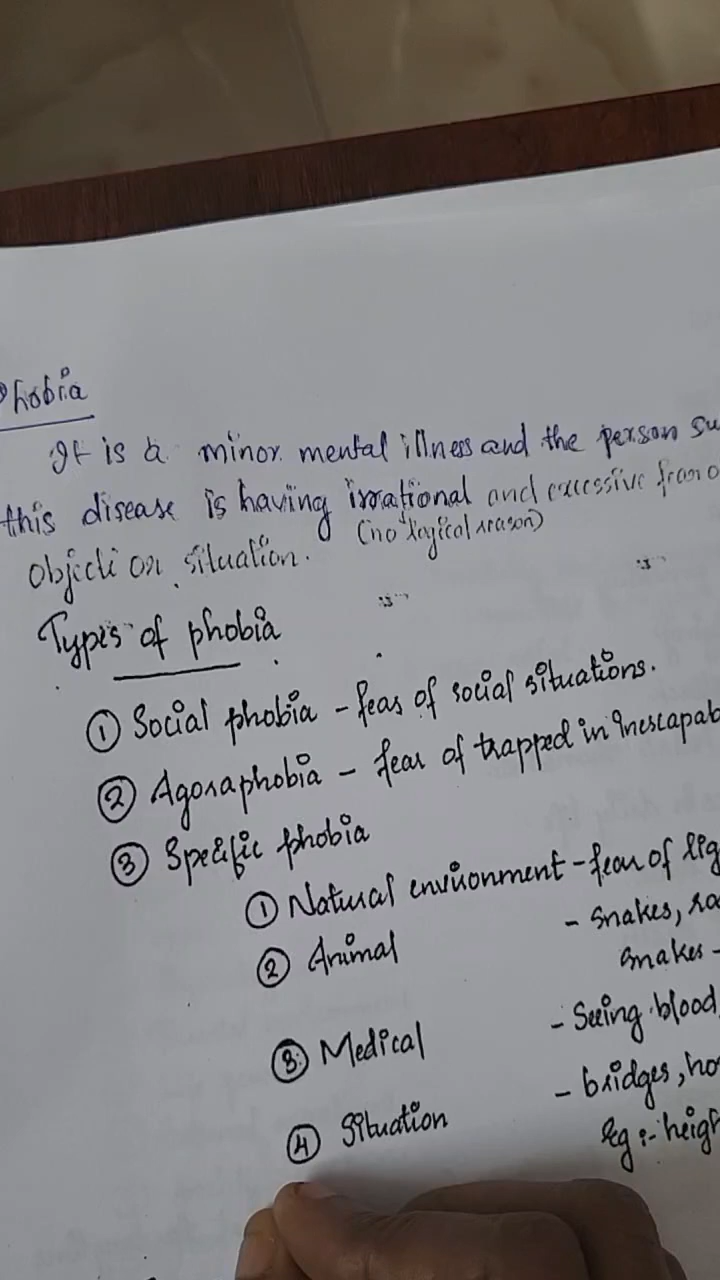 Phobia
It is a minor mental illness and the person su
this disease is having irrational and excessive
object or situation. (no logical reason)
Types of phobia
① Social phobia - fear of social situations.
② Agoraphobia - fear of trapped in inescapab
③ Specific phobia
① Natural environment - fear of lig
② Animal - Snakes, ra
Snakes -
③ Medical - Seeing blood,
④ Situation - bridges, ho
eg :- heigh